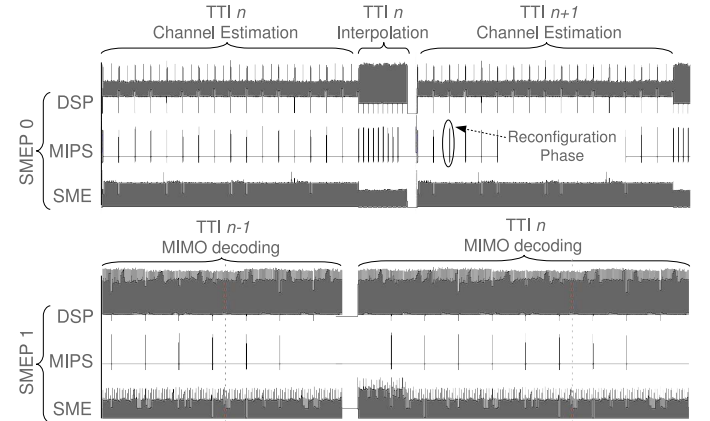 TTI n
Channel Estimation
TTI n
Interpolation
TTI n+1
Channel Estimation
SMEP 0
DSP
MIPS
SME
Reconfiguration
Phase
TTI n-1
MIMO decoding
TTI n
MIMO decoding
SMEP 1
DSP
MIPS
SME